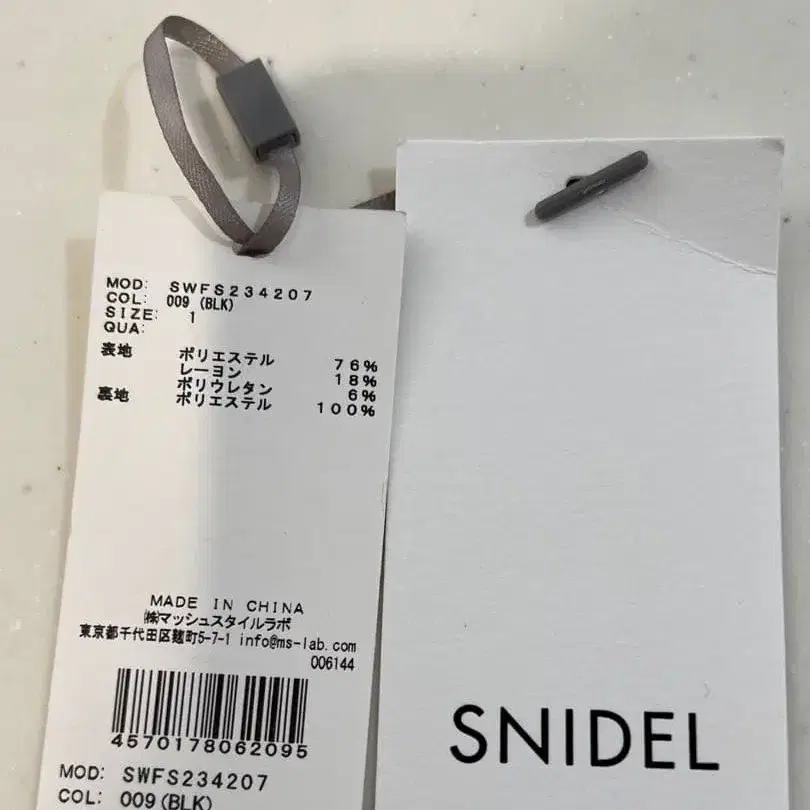 MOD: SWFS234207
COL: 009 (BLK)
SIZE: 1
QUA:
表地 ポリエステル 76%
レーヨン 18%
ポリウレタン 6%
裏地 ポリエステル 100%
MADE IN CHINA
㈱マッシュスタイルラボ
東京都千代田区麹町5-7-1 info@ms-lab.com
006144
4570178062095
MOD: SWFS234207
COL: 009(BLK)
SNIDEL